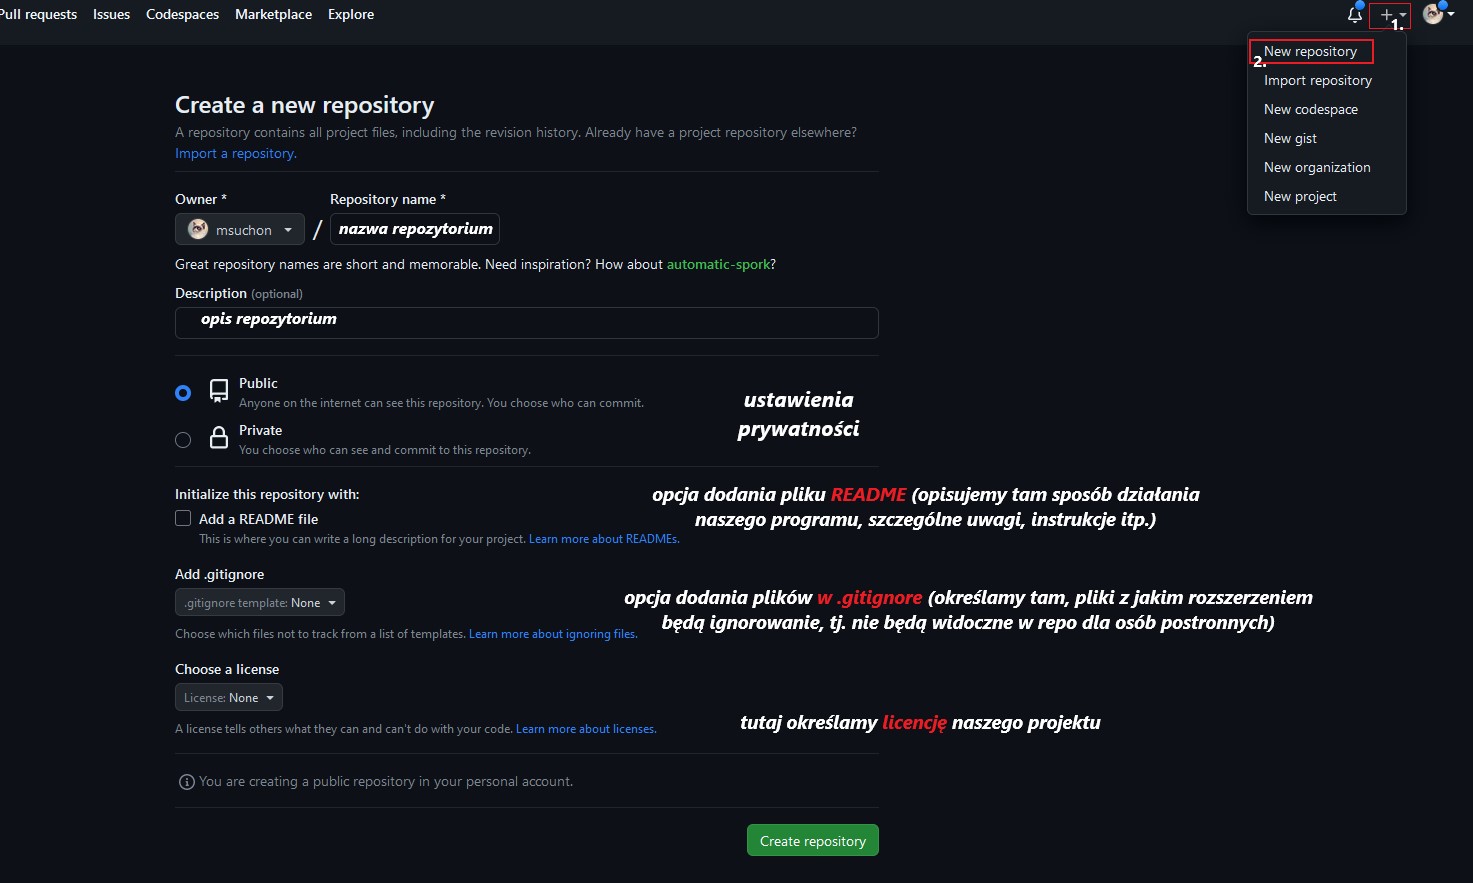 Pull requests Issues Codespaces Marketplace Explore
1.
New repository
2.
Import repository
New codespace
New gist
New organization
New project
Create a new repository
A repository contains all project files, including the revision history. Already have a project repository elsewhere?
Import a repository.
Owner * Repository name *
msuchon / nazwa repozytorium
Great repository names are short and memorable. Need inspiration? How about automatic-spork?
Description (optional)
opis repozytorium
Public
Anyone on the internet can see this repository. You choose who can commit.
Private
You choose who can see and commit to this repository.
ustawienia
prywatności
Initialize this repository with:
Add a README file
This is where you can write a long description for your project. Learn more about READMEs.
opcja dodania pliku README (opisujemy tam sposób działania
naszego programu, szczególne uwagi, instrukcje itp.)
Add .gitignore
.gitignore template: None
Choose which files not to track from a list of templates. Learn more about ignoring files.
opcja dodania plików w .gitignore (określamy tam, pliki z jakim rozszerzeniem
będą ignorowanie, tj. nie będą widoczne w repo dla osób postronnych)
Choose a license
License: None
A license tells others what they can and can't do with your code. Learn more about licenses.
tutaj określamy licencję naszego projektu
You are creating a public repository in your personal account.
Create repository